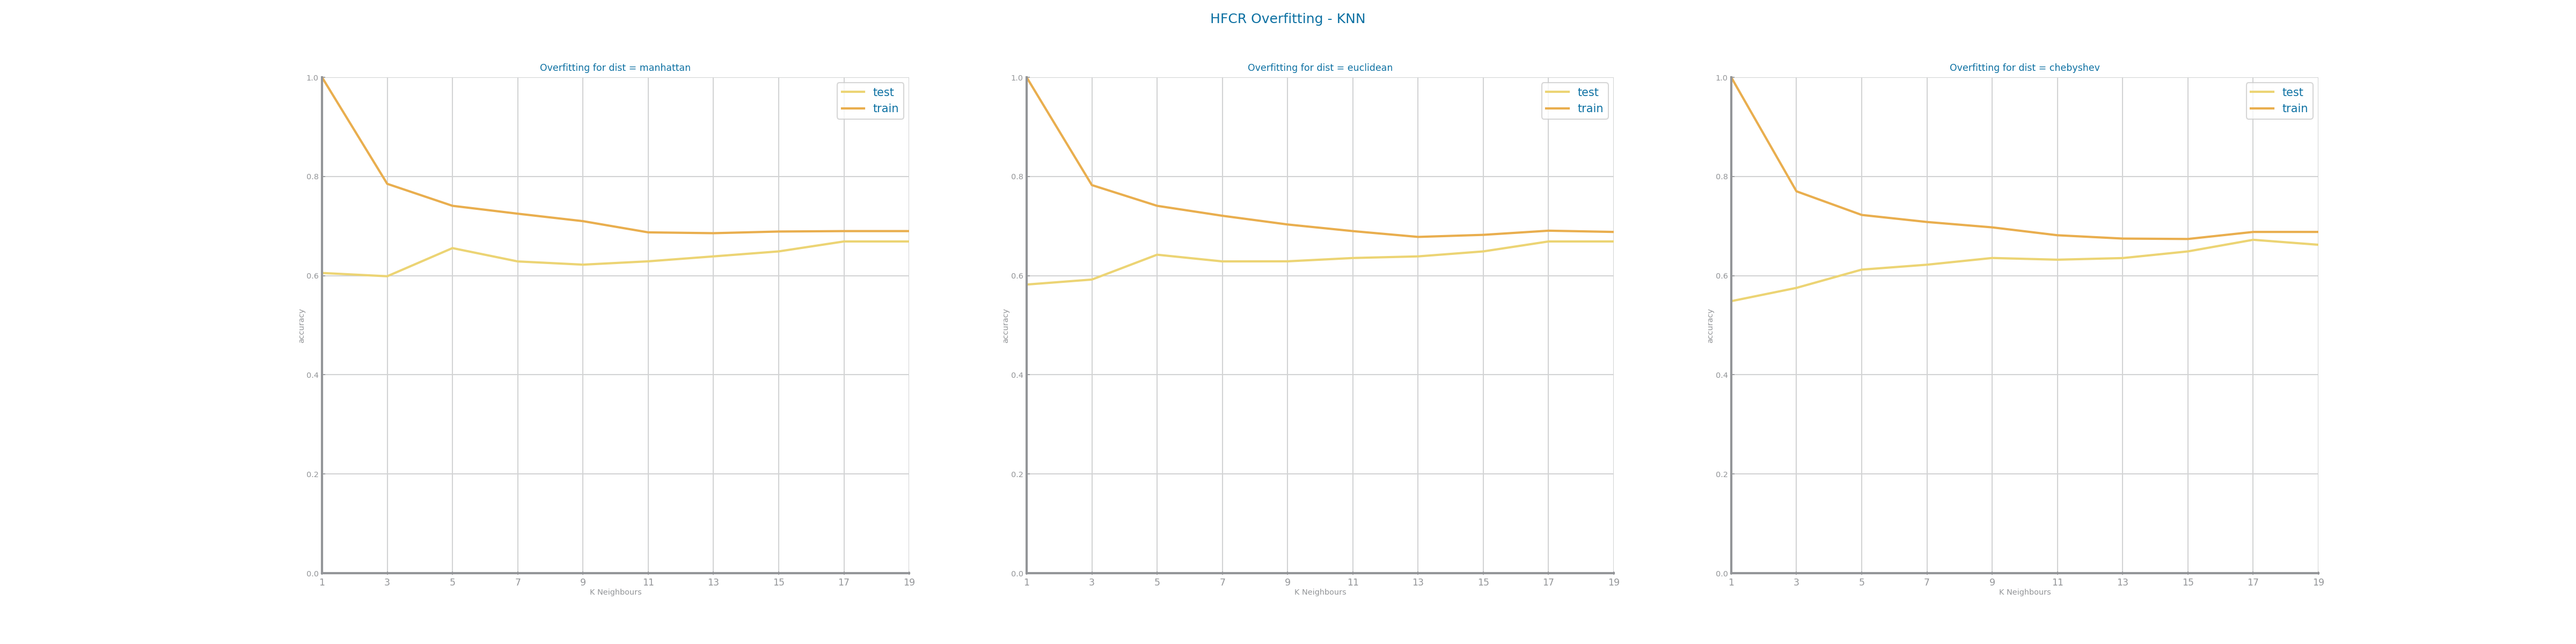 HFCR Overfitting - KNN
Overfitting for dist = manhattan
1.0
0.8
0.6
0.4
0.2
0.0
accuracy
1 3 5 7 9 11 13 15 17 19
K Neighbours
test
train
Overfitting for dist = euclidean
1.0
0.8
0.6
0.4
0.2
0.0
accuracy
1 3 5 7 9 11 13 15 17 19
K Neighbours
test
train
Overfitting for dist = chebyshev
1.0
0.8
0.6
0.4
0.2
0.0
accuracy
1 3 5 7 9 11 13 15 17 19
K Neighbours
test
train